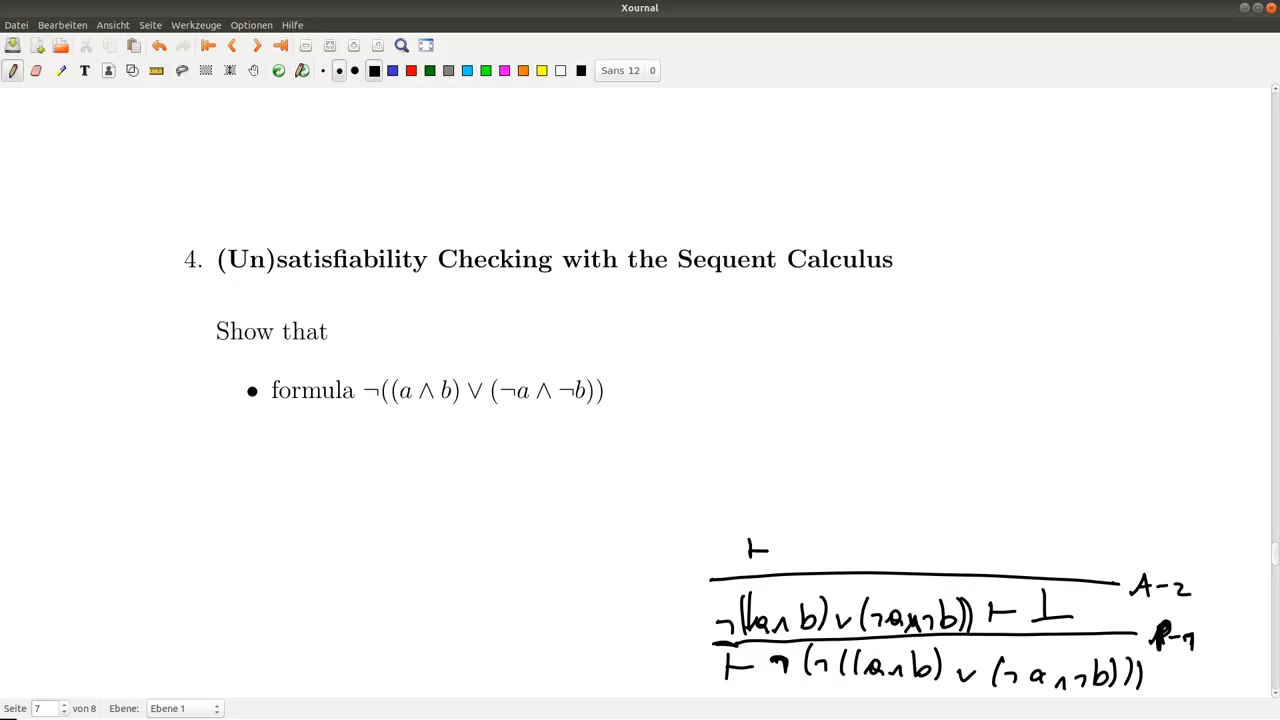 Xournal
Datei Bearbeiten Ansicht Seite Werkzeuge Optionen Hilfe
Sans 12 0
4. (Un)satisfiability Checking with the Sequent Calculus
Show that
• formula ¬((a ∧ b) ∨ (¬a ∧ ¬b))
⊢
A-2
¬((a∧b)∨(¬a∧¬b)) ⊢ ⊥
⊢ ¬(¬((a∧b) ∨ (¬a∧¬b)))
Seite 7 von 8 Ebene: Ebene 1